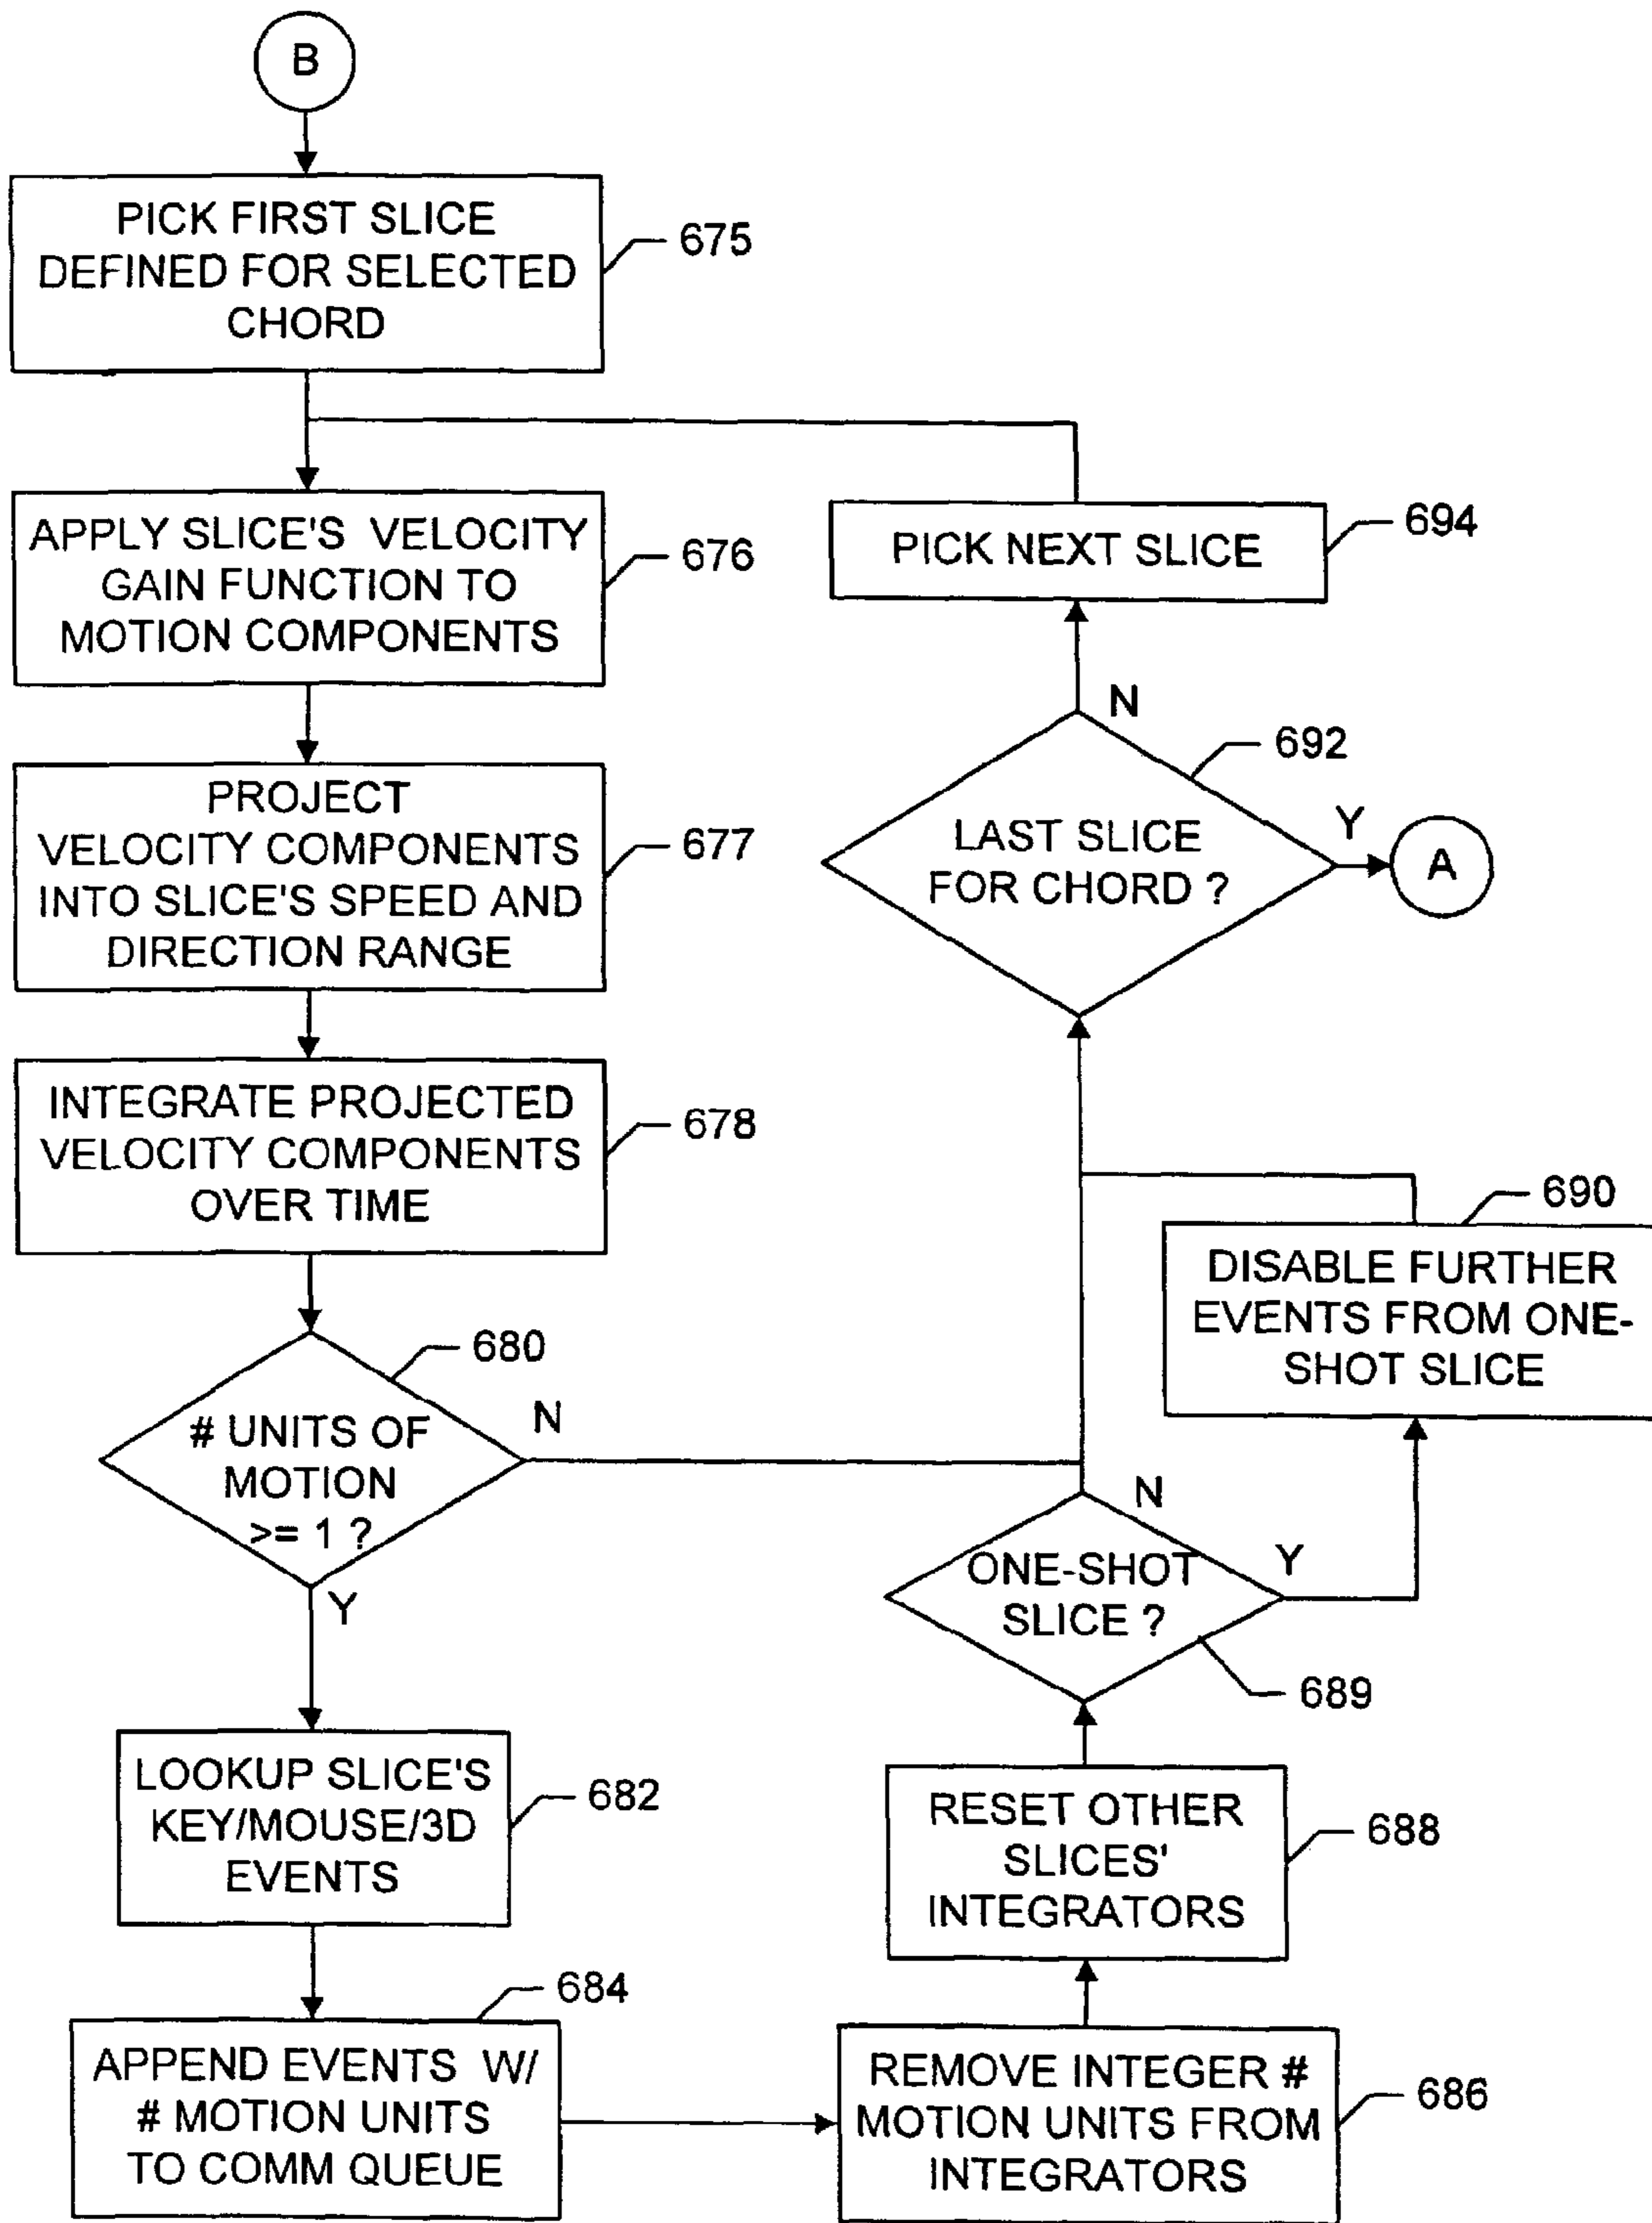 B
PICK FIRST SLICE
DEFINED FOR SELECTED
CHORD
675
APPLY SLICE'S VELOCITY
GAIN FUNCTION TO
MOTION COMPONENTS
676
PROJECT
VELOCITY COMPONENTS
INTO SLICE'S SPEED AND
DIRECTION RANGE
677
INTEGRATE PROJECTED
VELOCITY COMPONENTS
OVER TIME
678
# UNITS OF
MOTION
>= 1 ?
680
N
Y
LOOKUP SLICE'S
KEY/MOUSE/3D
EVENTS
682
APPEND EVENTS W/
# MOTION UNITS
TO COMM QUEUE
684
REMOVE INTEGER #
MOTION UNITS FROM
INTEGRATORS
686
RESET OTHER
SLICES'
INTEGRATORS
688
ONE-SHOT
SLICE ?
689
N
Y
DISABLE FURTHER
EVENTS FROM ONE-
SHOT SLICE
690
LAST SLICE
FOR CHORD ?
692
N
Y
A
PICK NEXT SLICE
694